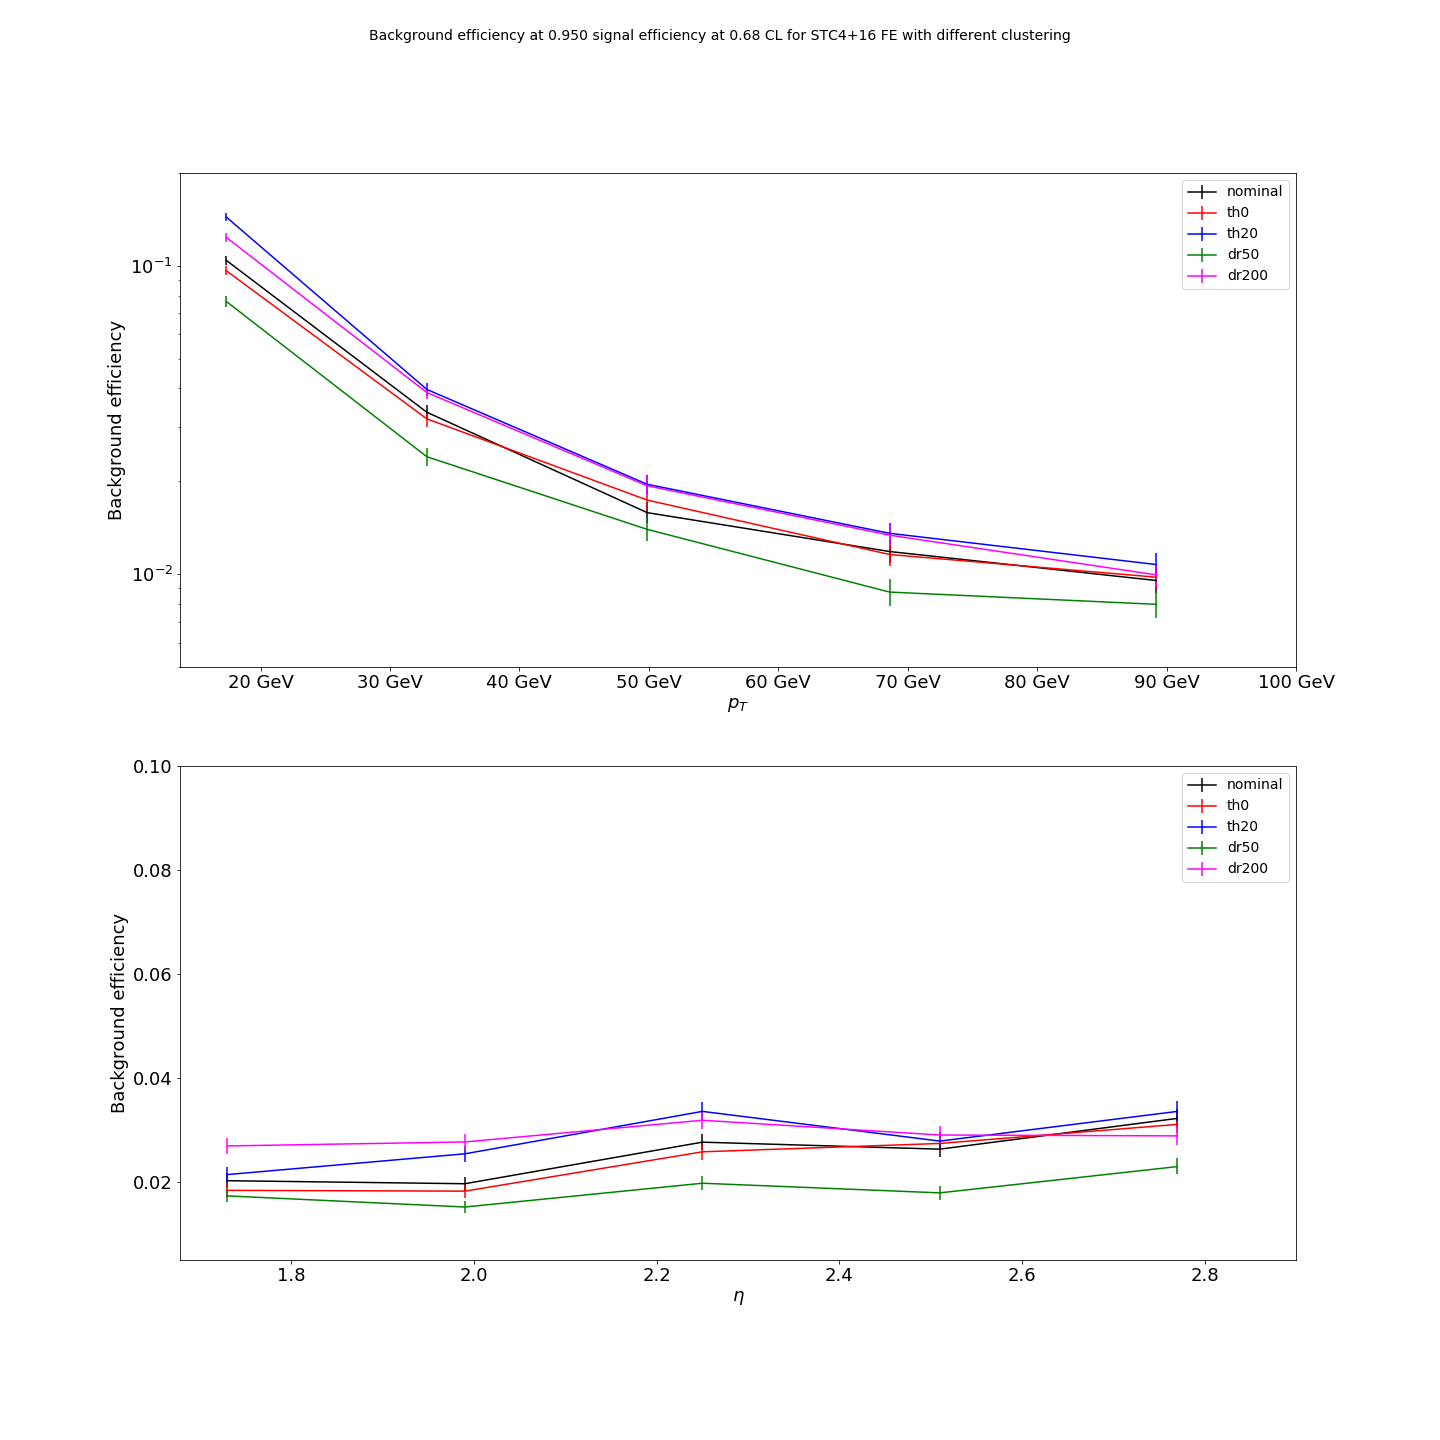 Background efficiency at 0.950 signal efficiency at 0.68 CL for STC4+16 FE with different clustering
nominal
th0
th20
dr50
dr200
10⁻¹
10⁻²
Background efficiency
20 GeV 30 GeV 40 GeV 50 GeV 60 GeV 70 GeV 80 GeV 90 GeV 100 GeV
p_T
nominal
th0
th20
dr50
dr200
0.10
0.08
0.06
0.04
0.02
Background efficiency
1.8 2.0 2.2 2.4 2.6 2.8
η